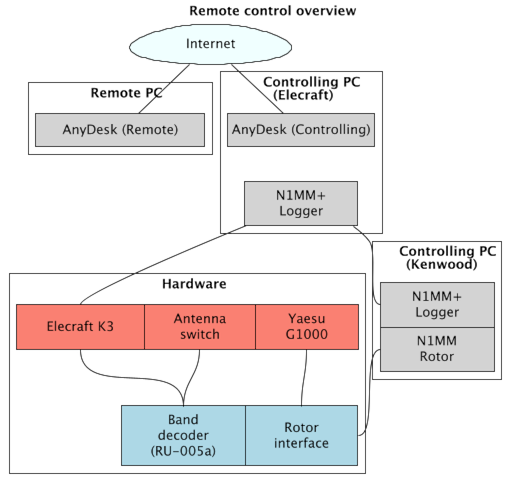 Remote control overview
Internet
Remote PC
AnyDesk (Remote)
Controlling PC
(Elecraft)
AnyDesk (Controlling)
N1MM+
Logger
Controlling PC
(Kenwood)
N1MM+
Logger
N1MM
Rotor
Hardware
Elecraft K3
Antenna
switch
Yaesu
G1000
Band
decoder
(RU-005a)
Rotor
interface